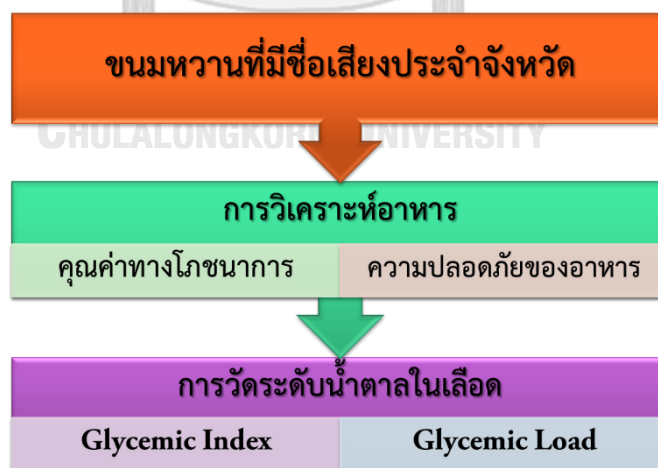 ขนมหวานที่มีชื่อเสียงประจำจังหวัด
CHULALONGKORN UNIVERSITY
การวิเคราะห์อาหาร
คุณค่าทางโภชนาการ ความปลอดภัยของอาหาร
การวัดระดับน้ำตาลในเลือด
Glycemic Index Glycemic Load